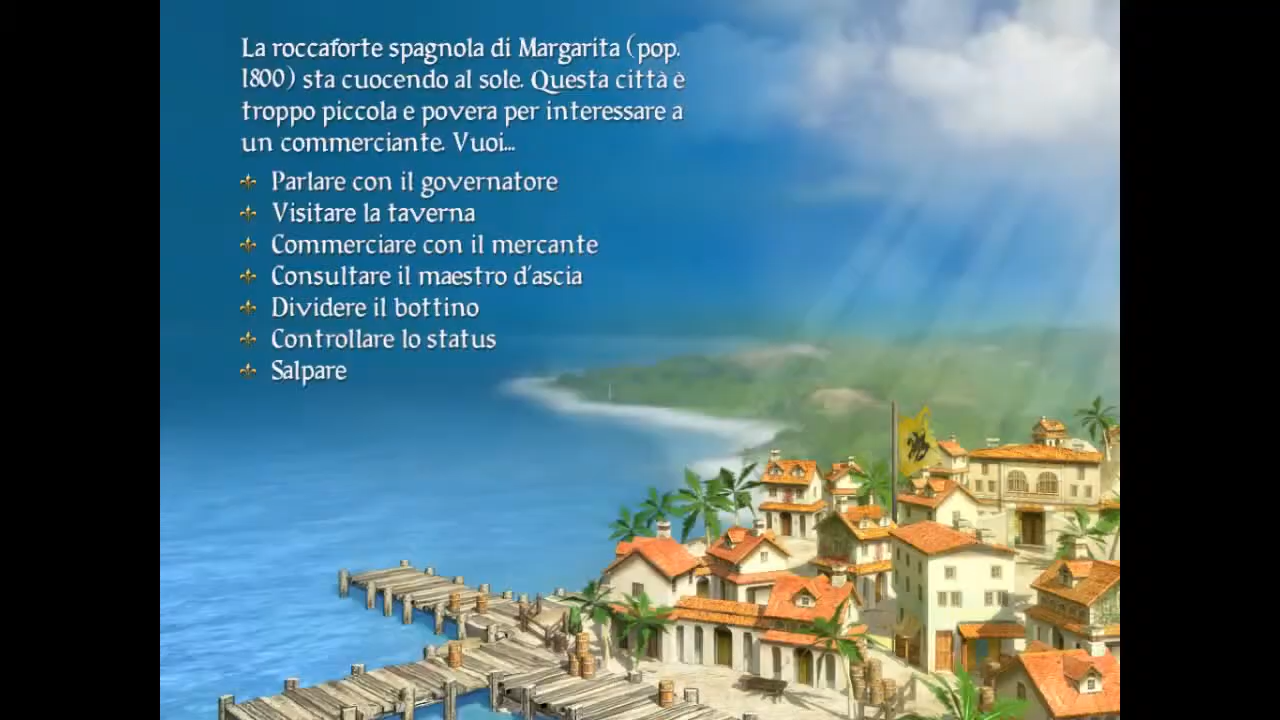 La roccaforte spagnola di Margarita (pop.
1800) sta cuocendo al sole. Questa città è
troppo piccola e povera per interessare a
un commerciante. Vuoi...
Parlare con il governatore
Visitare la taverna
Commerciare con il mercante
Consultare il maestro d'ascia
Dividere il bottino
Controllare lo status
Salpare